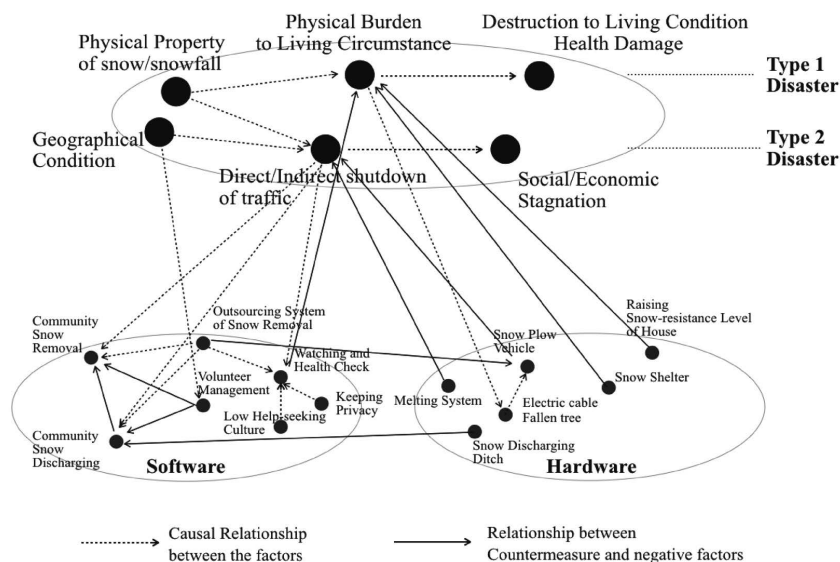 Physical Burden
to Living Circumstance
Destruction to Living Condition
Health Damage
Physical Property
of snow/snowfall
Type 1
Disaster
Geographical
Condition
Type 2
Disaster
Direct/Indirect shutdown
of traffic
Social/Economic
Stagnation
Community
Snow
Removal
Outsourcing System
of Snow Removal
Watching and
Health Check
Volunteer
Management
Keeping
Privacy
Low Help-seeking
Culture
Community
Snow
Discharging
Software
Raising
Snow-resistance Level
of House
Snow Plow
Vehicle
Snow Shelter
Melting System
Electric cable
Fallen tree
Snow Discharging
Ditch
Hardware
Causal Relationship
between the factors
Relationship between
Countermeasure and negative factors